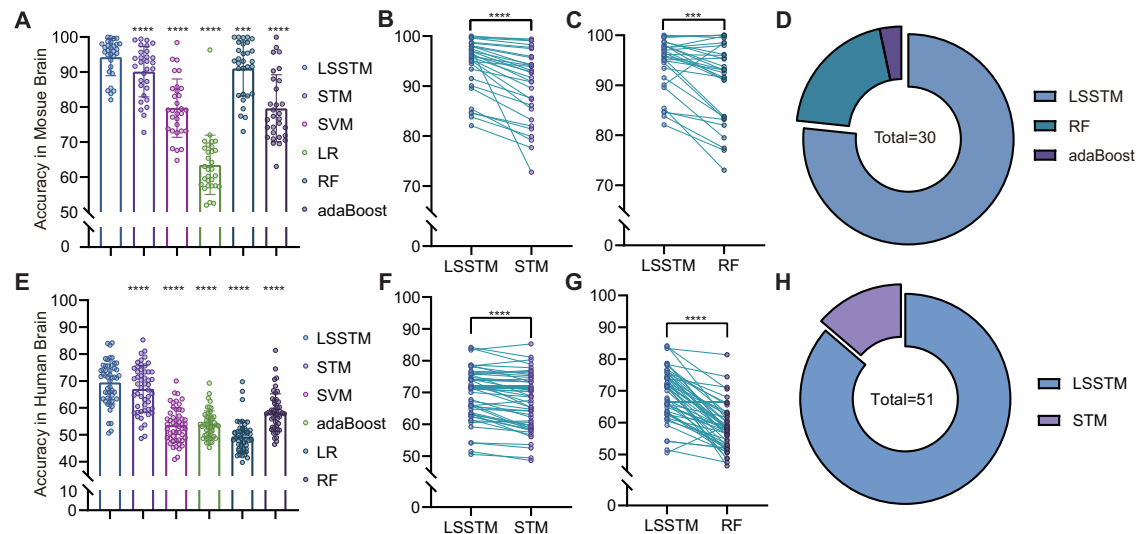 A
Accuracy in Mosue Brain
100
90
80
70
60
50
0
**** **** **** *** ****
LSSTM
STM
SVM
LR
RF
adaBoost
B
****
100
90
80
70
0
LSSTM STM
C
***
100
90
80
70
0
LSSTM RF
D
Total=30
LSSTM
RF
adaBoost
E
Accuracy in Human Brain
100
90
80
70
60
50
40
10
0
**** **** **** **** ****
LSSTM
STM
SVM
adaBoost
LR
RF
F
****
100
90
80
70
60
50
0
LSSTM STM
G
****
100
90
80
70
60
50
0
LSSTM RF
H
Total=51
LSSTM
STM